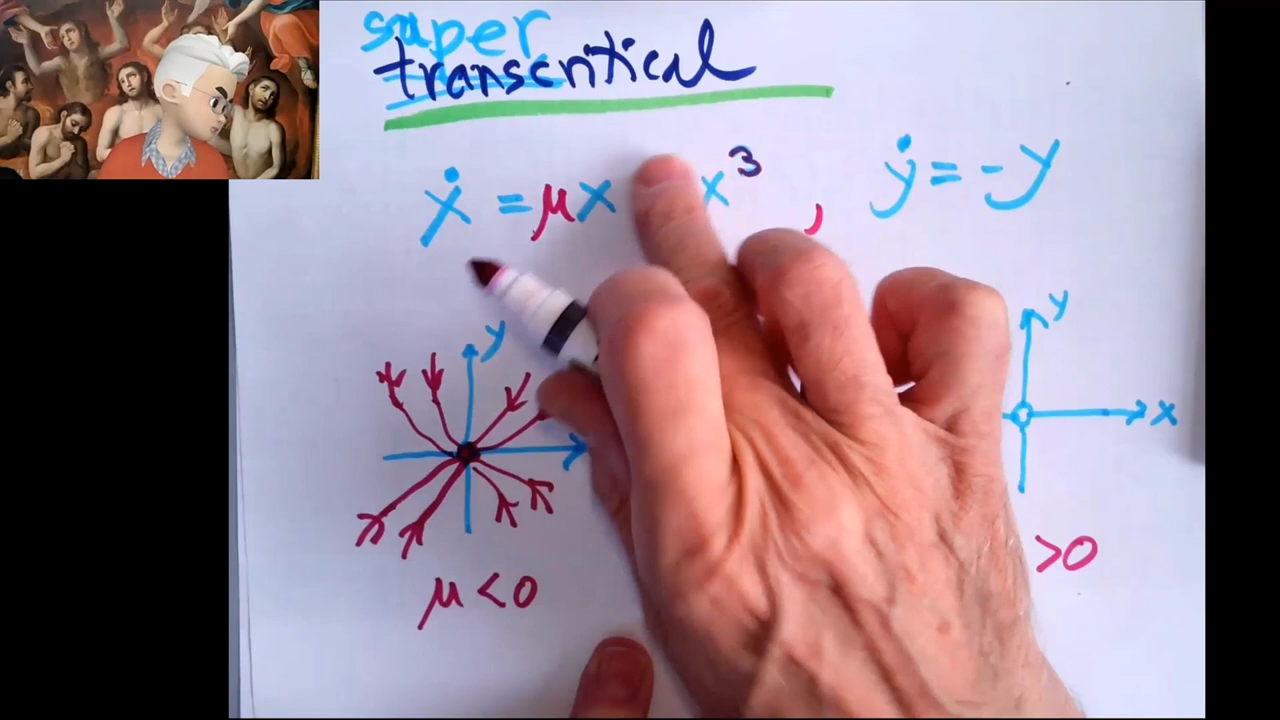 super
transcritical
ẋ = μx x³ , ẏ = -y
y
y
x
μ < 0
>0